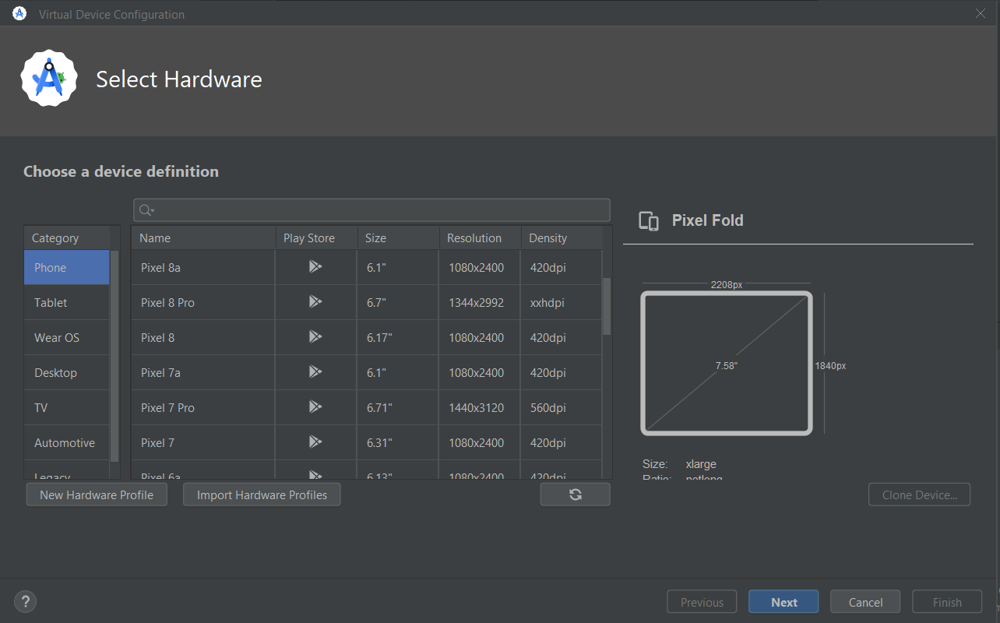 Virtual Device Configuration
Select Hardware
Choose a device definition
Category
Phone
Tablet
Wear OS
Desktop
TV
Automotive
Legacy
Name Play Store Size Resolution Density
Pixel 8a 6.1" 1080x2400 420dpi
Pixel 8 Pro 6.7" 1344x2992 xxhdpi
Pixel 8 6.17" 1080x2400 420dpi
Pixel 7a 6.1" 1080x2400 420dpi
Pixel 7 Pro 6.71" 1440x3120 560dpi
Pixel 7 6.31" 1080x2400 420dpi
Pixel 6a 6.13" 1080x2400 420dpi
Pixel Fold
2208px
7.58"
1840px
Size: xlarge
Ratio: notlong
New Hardware Profile Import Hardware Profiles Clone Device...
? Previous Next Cancel Finish